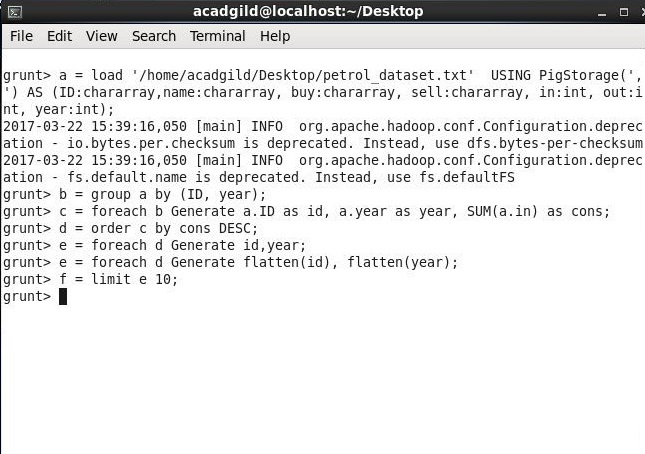 acadgild@localhost:~/Desktop
File Edit View Search Terminal Help
grunt> a = load '/home/acadgild/Desktop/petrol_dataset.txt'  USING PigStorage(',
') AS (ID:chararray,name:chararray, buy:chararray, sell:chararray, in:int, out:i
nt, year:int);
2017-03-22 15:39:16,050 [main] INFO  org.apache.hadoop.conf.Configuration.deprec
ation - io.bytes.per.checksum is deprecated. Instead, use dfs.bytes-per-checksum
2017-03-22 15:39:16,050 [main] INFO  org.apache.hadoop.conf.Configuration.deprec
ation - fs.default.name is deprecated. Instead, use fs.defaultFS
grunt> b = group a by (ID, year);
grunt> c = foreach b Generate a.ID as id, a.year as year, SUM(a.in) as cons;
grunt> d = order c by cons DESC;
grunt> e = foreach d Generate id,year;
grunt> e = foreach d Generate flatten(id), flatten(year);
grunt> f = limit e 10;
grunt>